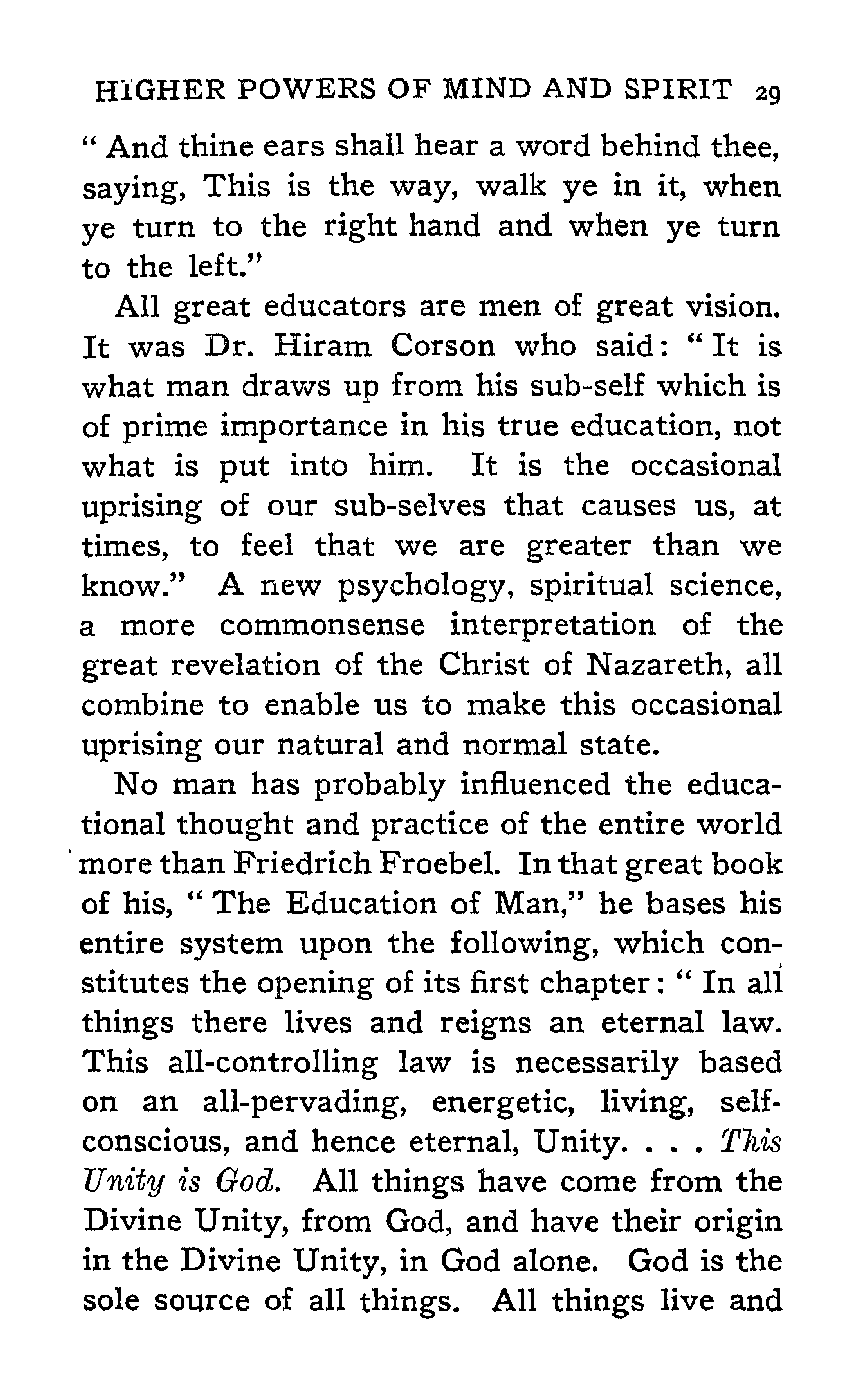 HIGHER POWERS OF MIND AND SPIRIT 29
“ And thine ears shall hear a word behind thee,
saying, This is the way, walk ye in it, when
ye turn to the right hand and when ye turn
to the left.”
All great educators are men of great vision.
It was Dr. Hiram Corson who said: “ It is
what man draws up from his sub-self which is
of prime importance in his true education, not
what is put into him. It is the occasional
uprising of our sub-selves that causes us, at
times, to feel that we are greater than we
know.” A new psychology, spiritual science,
a more commonsense interpretation of the
great revelation of the Christ of Nazareth, all
combine to enable us to make this occasional
uprising our natural and normal state.
No man has probably influenced the educa-
tional thought and practice of the entire world
more than Friedrich Froebel. In that great book
of his, “ The Education of Man,” he bases his
entire system upon the following, which con-
stitutes the opening of its first chapter: “ In all
things there lives and reigns an eternal law.
This all-controlling law is necessarily based
on an all-pervading, energetic, living, self-
conscious, and hence eternal, Unity. . . . This
Unity is God. All things have come from the
Divine Unity, from God, and have their origin
in the Divine Unity, in God alone. God is the
sole source of all things. All things live and